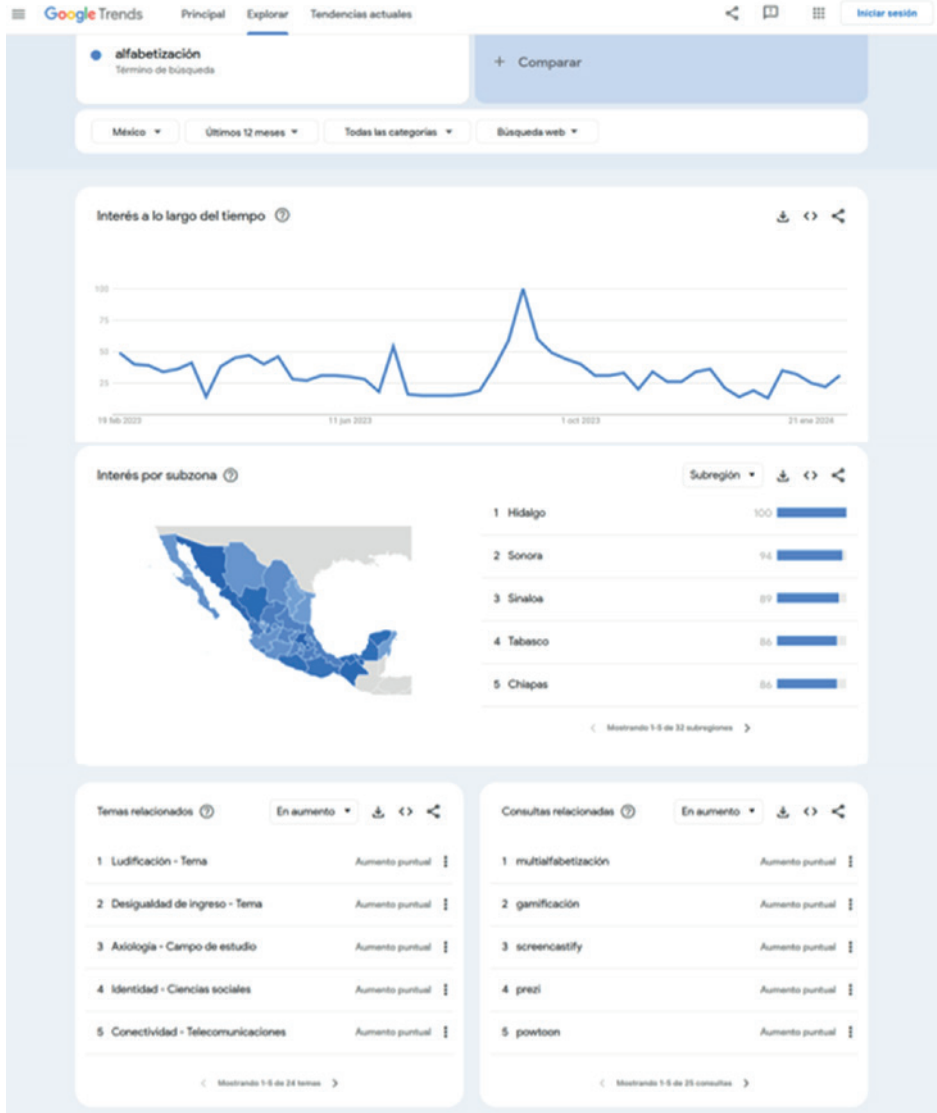 Google Trends Principal Explorar Tendencias actuales Iniciar sesión
alfabetización
Término de búsqueda
+ Comparar
México Últimos 12 meses Todas las categorías Búsqueda web
Interés a lo largo del tiempo
100
75
50
25
19 feb 2023 11 jun 2023 1 oct 2023 21 ene 2024
Interés por subzona
Subregión
1 Hidalgo 100
2 Sonora 94
3 Sinaloa 89
4 Tabasco 86
5 Chiapas 86
Mostrando 1-5 de 32 subregiones
Temas relacionados
En aumento
1 Ludificación - Tema Aumento puntual
2 Desigualdad de ingreso - Tema Aumento puntual
3 Axiología - Campo de estudio Aumento puntual
4 Identidad - Ciencias sociales Aumento puntual
5 Conectividad - Telecomunicaciones Aumento puntual
Mostrando 1-5 de 24 temas
Consultas relacionadas
En aumento
1 multialfabetización Aumento puntual
2 gamificación Aumento puntual
3 screencastify Aumento puntual
4 prezi Aumento puntual
5 powtoon Aumento puntual
Mostrando 1-5 de 25 consultas